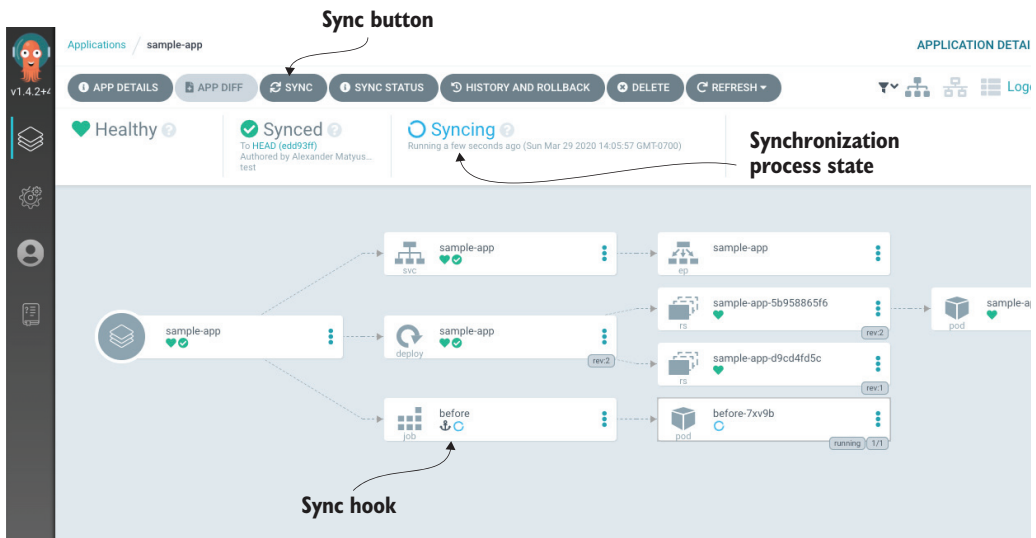 Sync button
Applications / sample-app
APPLICATION DETAI
v1.4.2+
APP DETAILS
APP DIFF
SYNC
SYNC STATUS
HISTORY AND ROLLBACK
DELETE
REFRESH
Healthy
Synced
To HEAD (edd93ff)
Authored by Alexander Matyus...
test
Syncing
Running a few seconds ago (Sun Mar 29 2020 14:05:57 GMT-0700)
Synchronization
process state
sample-app
svc
sample-app
ep
sample-app-5b958865f6
rs
rev:2
pod
sample-app
sample-app
deploy
rev:2
sample-app-d9cd4fd5c
rs
rev:1
before
job
before-7xv9b
pod
running
1/1
Sync hook